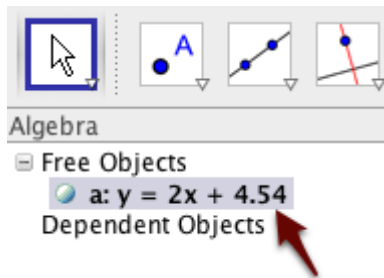 A
Algebra
Free Objects
a: y = 2x + 4.54
Dependent Objects